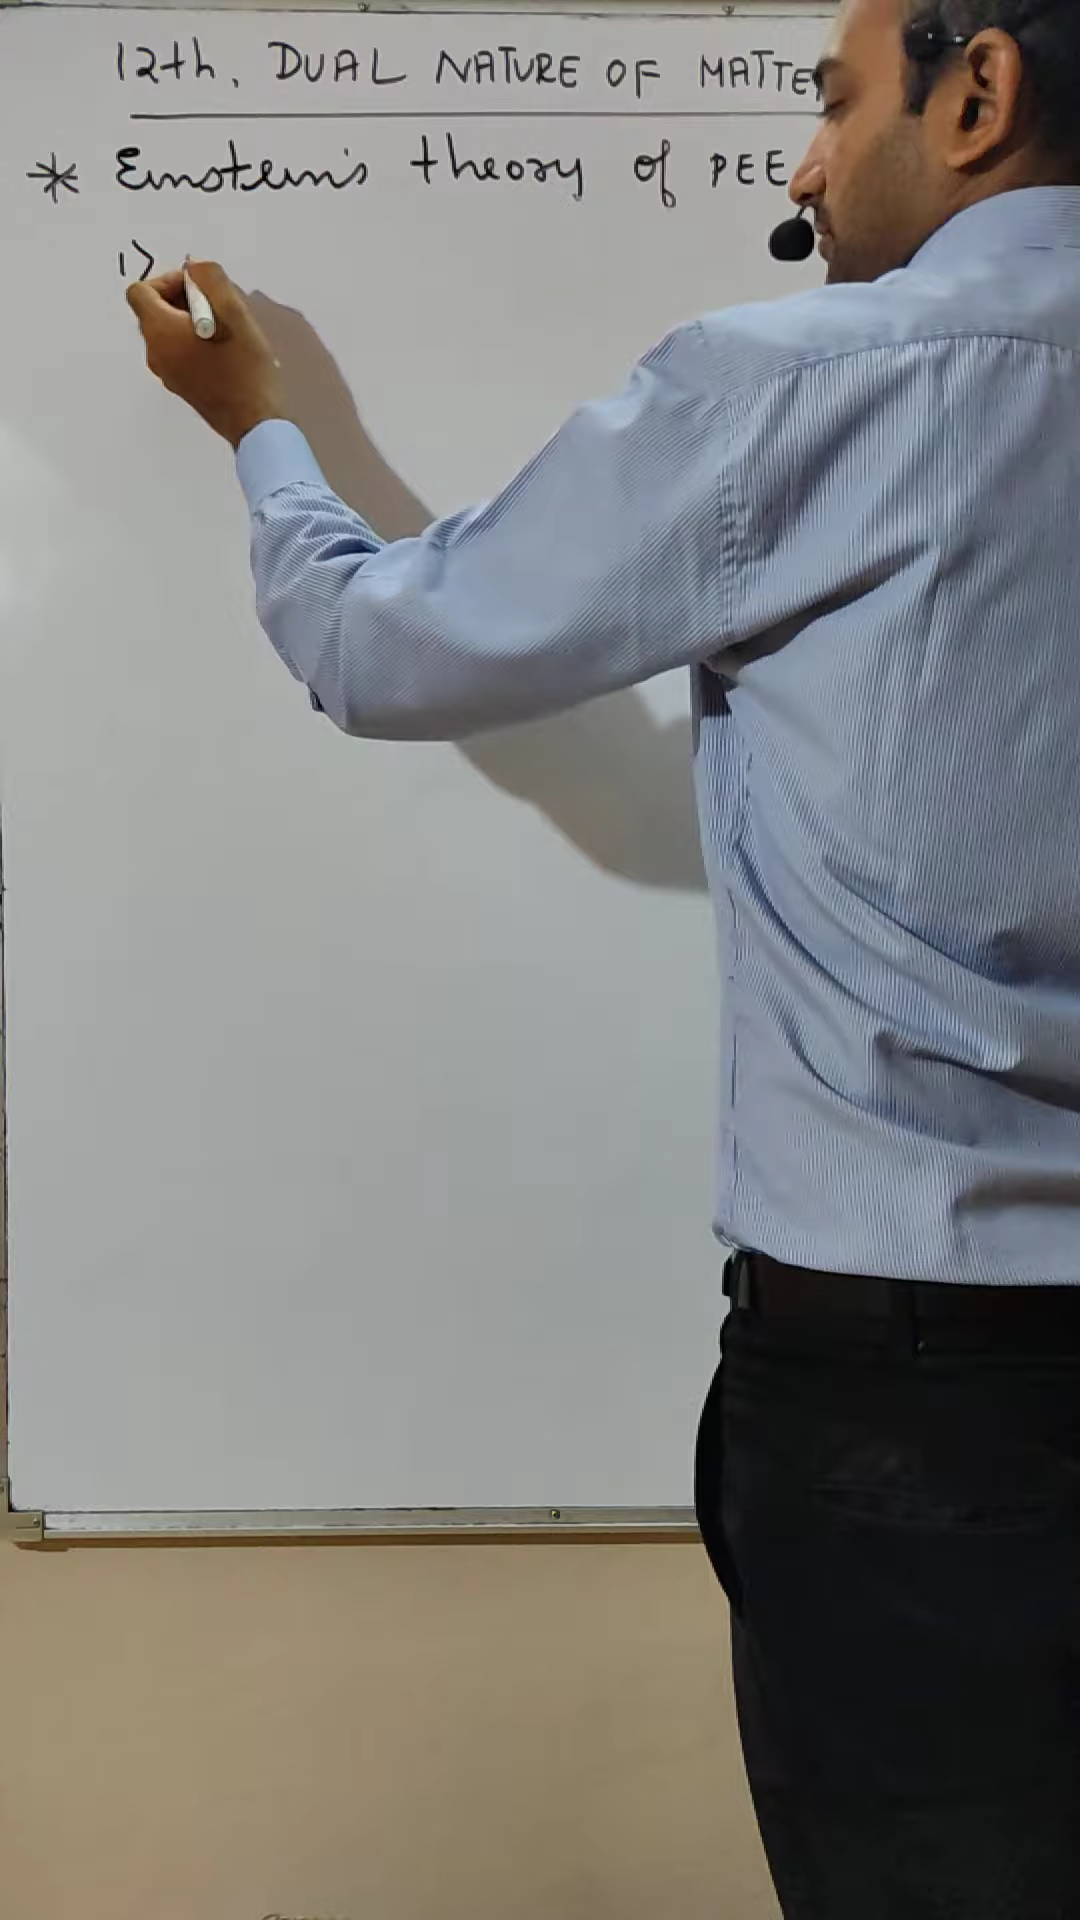 12th. DUAL NATURE OF MATTE
* Einstein's theory of PEE
1>